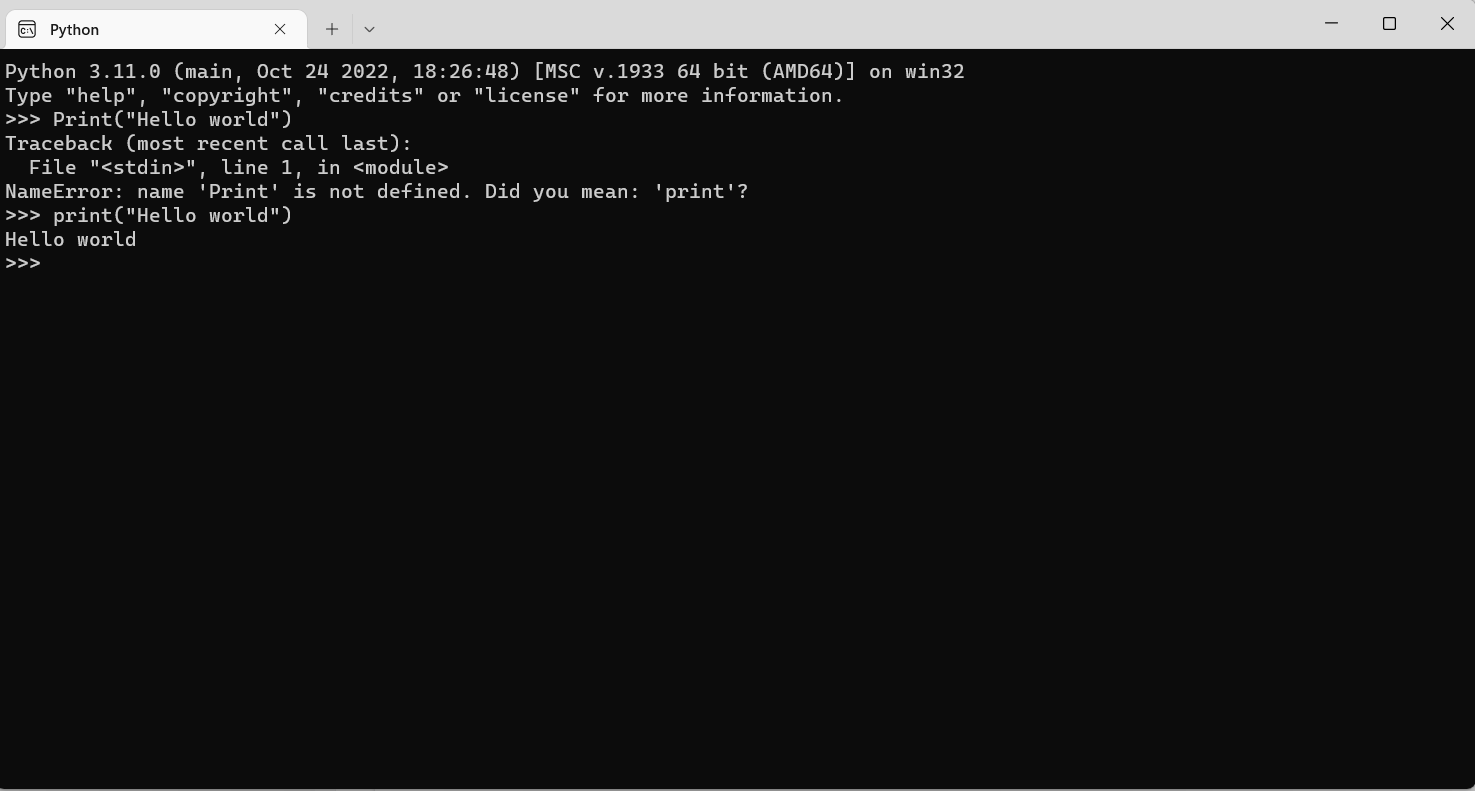 Python
Python 3.11.0 (main, Oct 24 2022, 18:26:48) [MSC v.1933 64 bit (AMD64)] on win32
Type "help", "copyright", "credits" or "license" for more information.
>>> Print("Hello world")
Traceback (most recent call last):
  File "<stdin>", line 1, in <module>
NameError: name 'Print' is not defined. Did you mean: 'print'?
>>> print("Hello world")
Hello world
>>>